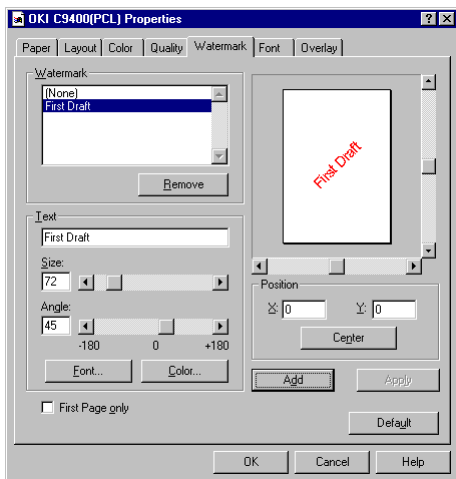 OKI C9400(PCL) Properties
Paper Layout Color Quality Watermark Font Overlay
Watermark
(None)
First Draft
Remove
Text
First Draft
Size:
72
Angle:
45
-180 0 +180
Font... Color...
First Page only
First Draft
Position
X: 0 Y: 0
Center
Add Apply
Default
OK Cancel Help